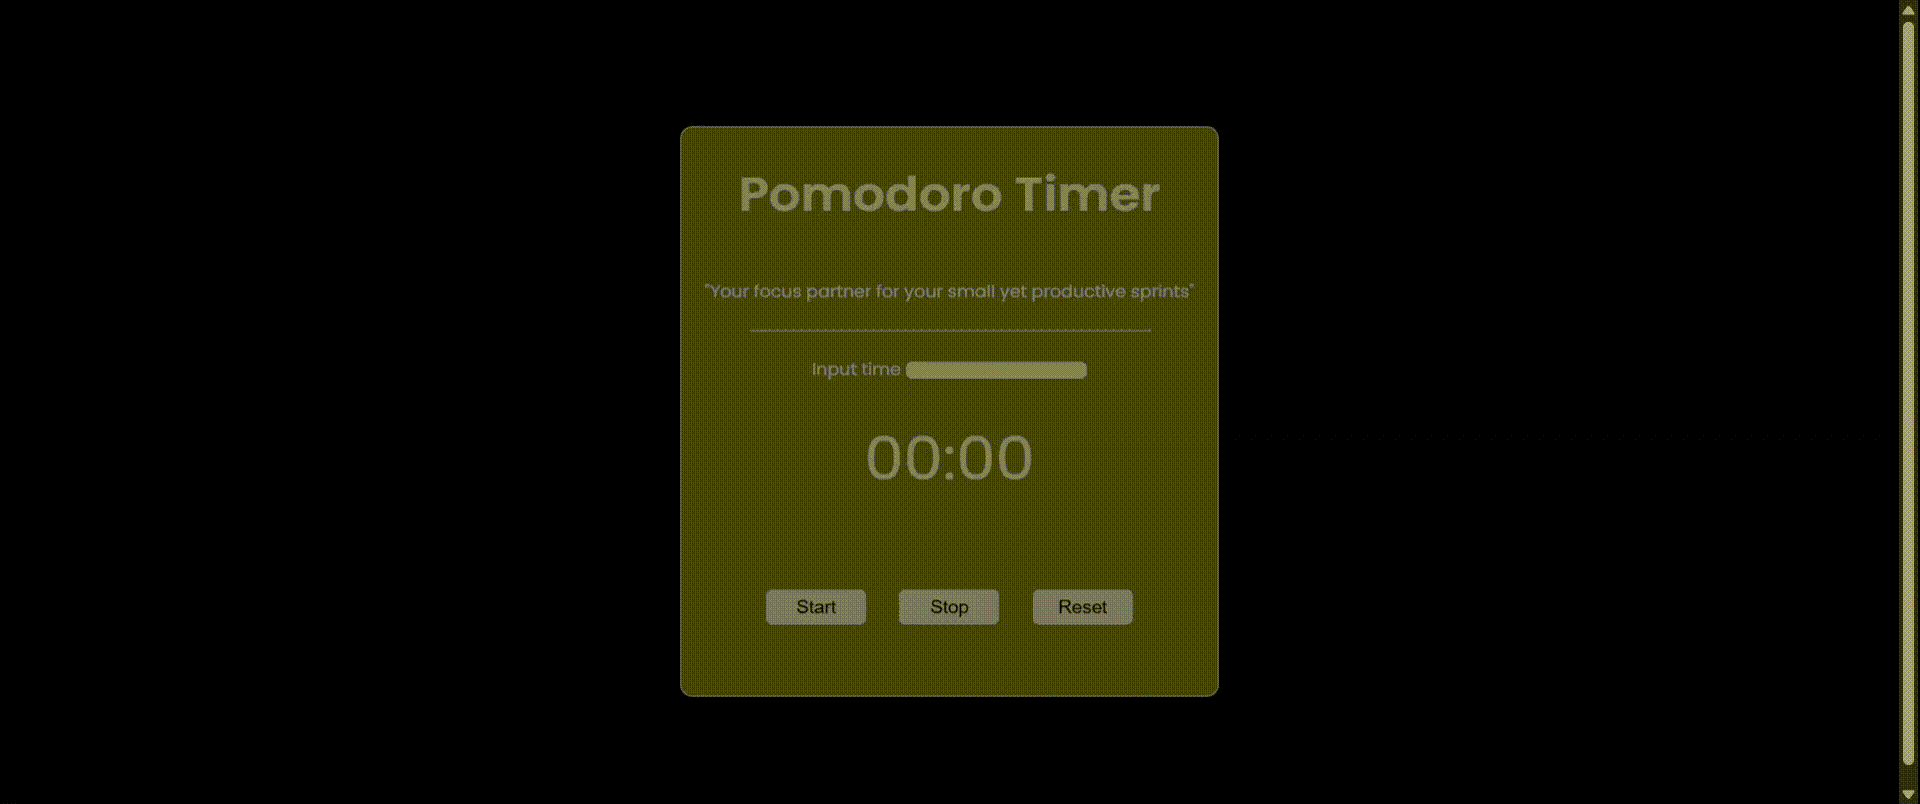 Pomodoro Timer
"Your focus partner for your small yet productive sprints"
Input time
00:00
Start Stop Reset